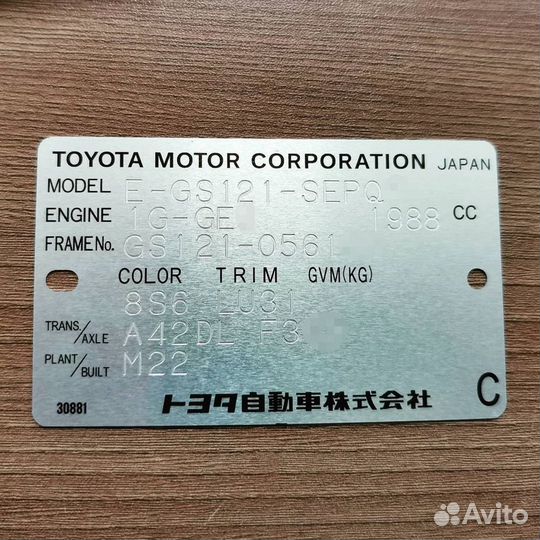 TOYOTA MOTOR CORPORATION JAPAN
MODEL E-GS121-SEPQ
ENGINE 1G-GE 1988 CC
FRAME No. GS121-0561
COLOR TRIM GVM(KG)
8S6 LU31
TRANS./AXLE A42DL F3
PLANT/BUILT M22
30881 トヨタ自動車株式会社 C
Avito